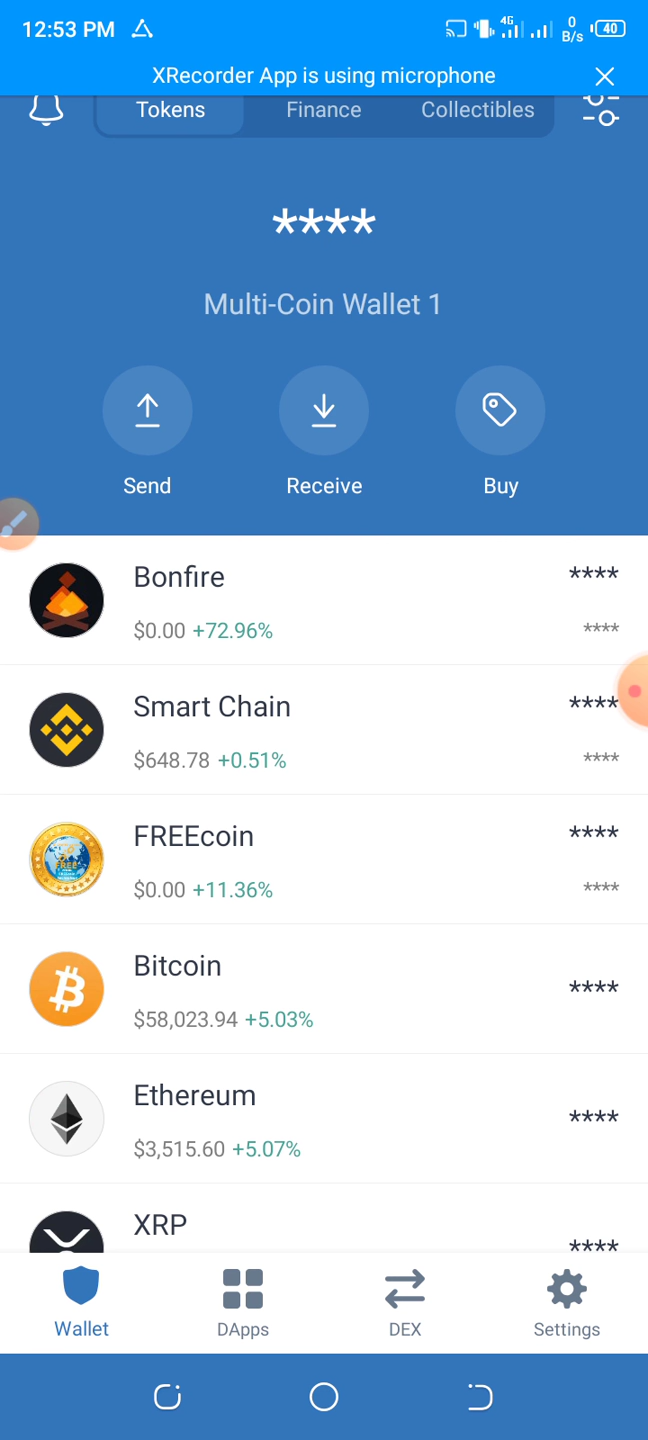 12:53 PM 4G 0 B/s 40
XRecorder App is using microphone
Tokens Finance Collectibles
****
Multi-Coin Wallet 1
Send Receive Buy
Bonfire ****
$0.00 +72.96% ****
Smart Chain ****
$648.78 +0.51% ****
FREEcoin ****
$0.00 +11.36% ****
Bitcoin ****
$58,023.94 +5.03%
Ethereum ****
$3,515.60 +5.07%
XRP ****
Wallet DApps DEX Settings